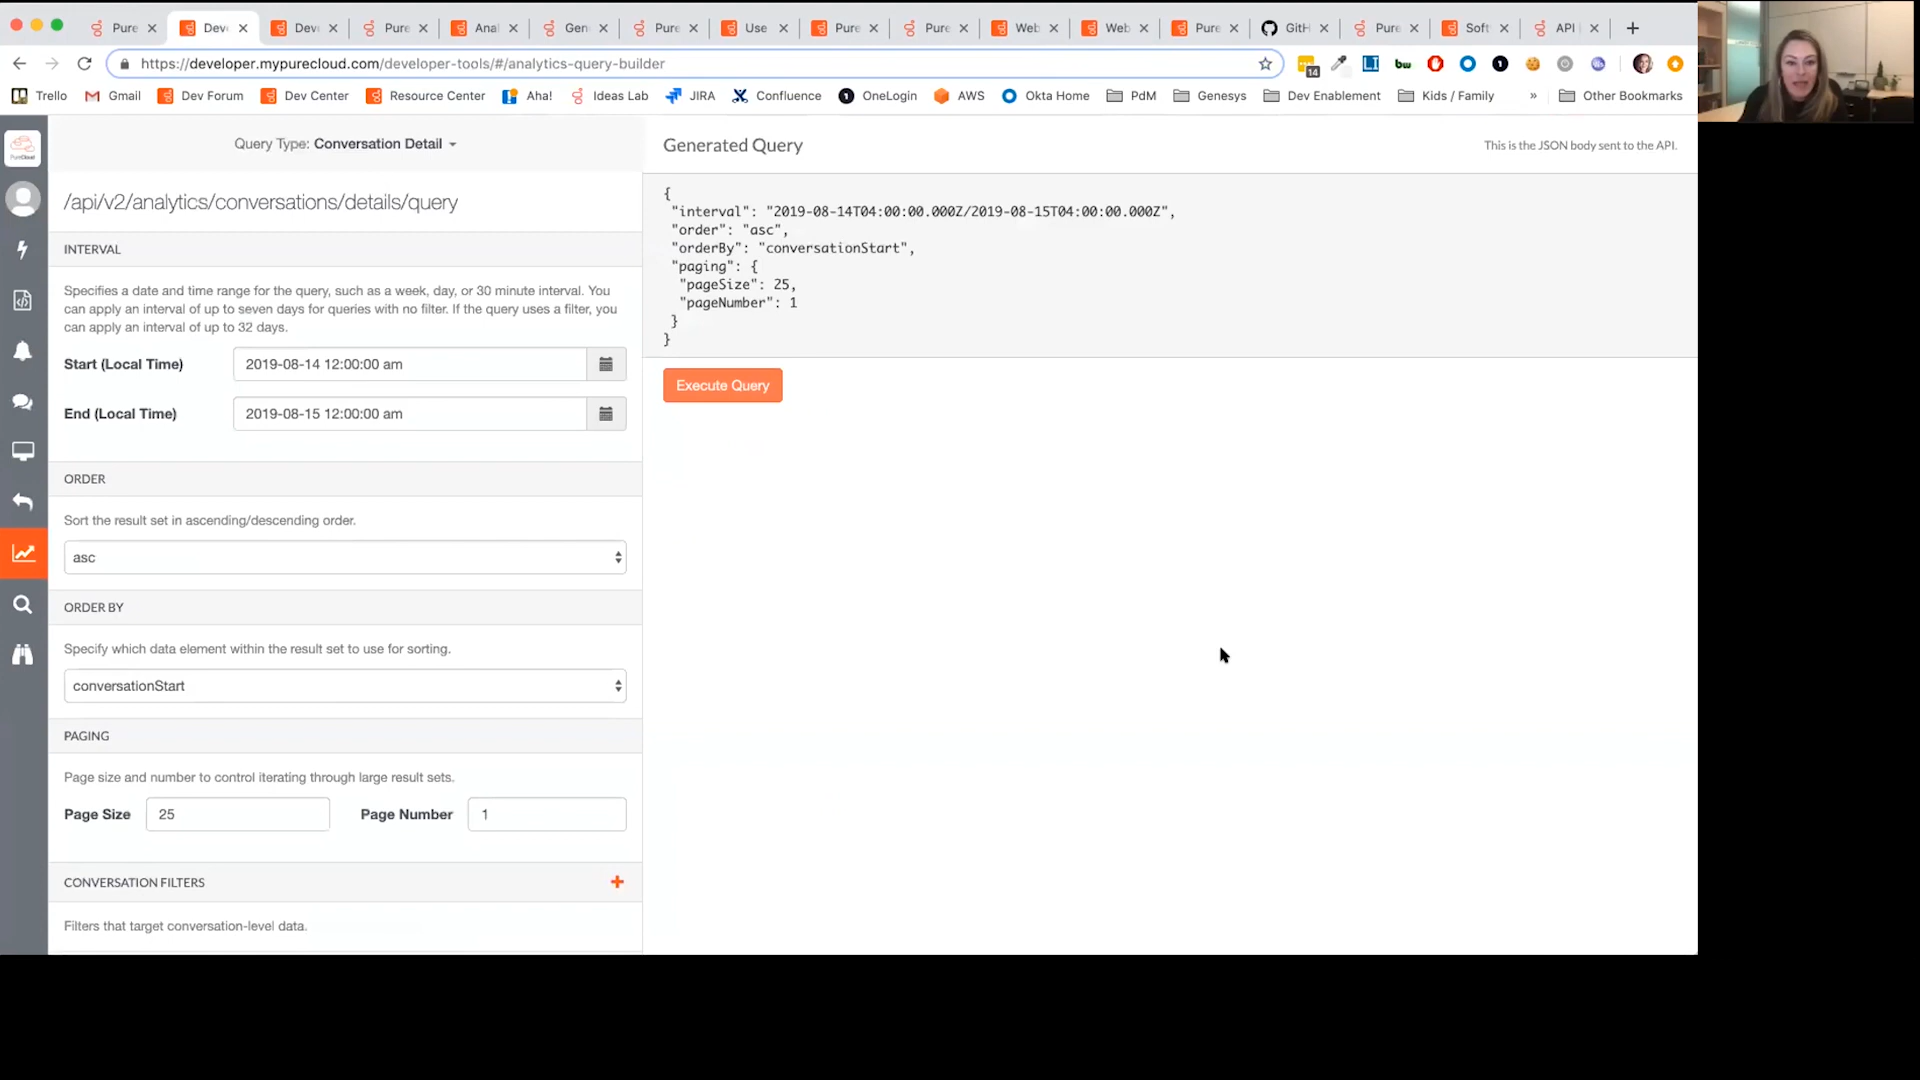 Pure
Dev
Dev
Pure
Anal
Gen
Pure
Use
Pure
Pure
Web
Web
Pure
GitH
Pure
Soft
API
https://developer.mypurecloud.com/developer-tools/#/analytics-query-builder
14
Trello
Gmail
Dev Forum
Dev Center
Resource Center
Aha!
Ideas Lab
JIRA
Confluence
OneLogin
AWS
Okta Home
PdM
Genesys
Dev Enablement
Kids / Family
»
Other Bookmarks
Query Type: Conversation Detail
/api/v2/analytics/conversations/details/query
INTERVAL
Specifies a date and time range for the query, such as a week, day, or 30 minute interval. You
can apply an interval of up to seven days for queries with no filter. If the query uses a filter, you
can apply an interval of up to 32 days.
Start (Local Time)
2019-08-14 12:00:00 am
End (Local Time)
2019-08-15 12:00:00 am
ORDER
Sort the result set in ascending/descending order.
asc
ORDER BY
Specify which data element within the result set to use for sorting.
conversationStart
PAGING
Page size and number to control iterating through large result sets.
Page Size
25
Page Number
1
CONVERSATION FILTERS
Filters that target conversation-level data.
Generated Query
This is the JSON body sent to the API.
{
"interval": "2019-08-14T04:00:00.000Z/2019-08-15T04:00:00.000Z",
"order": "asc",
"orderBy": "conversationStart",
"paging": {
"pageSize": 25,
"pageNumber": 1
}
}
Execute Query